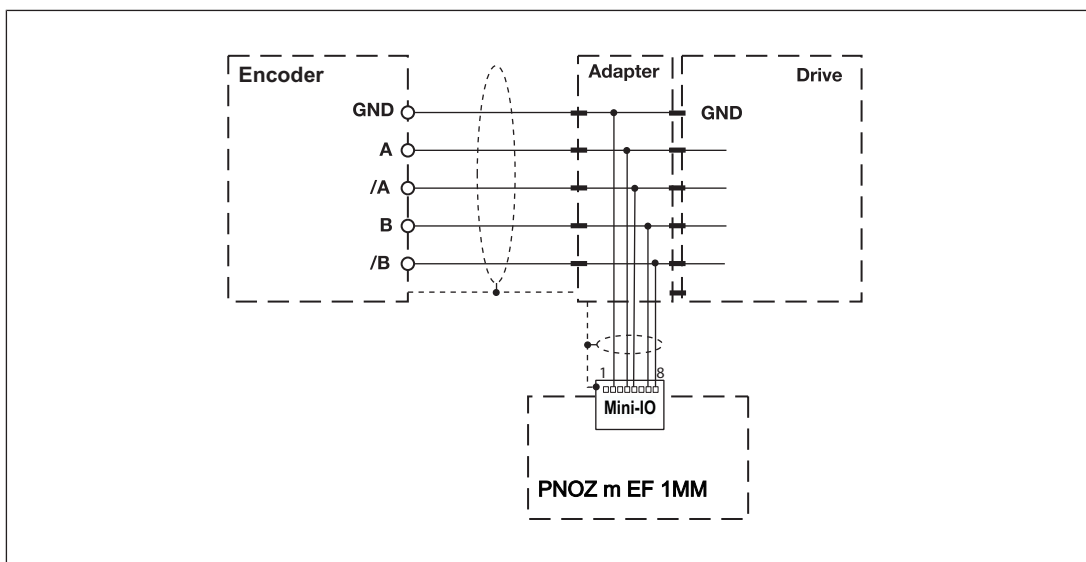 Encoder
Adapter
Drive
GND
GND
A
/A
B
/B
1
8
Mini-IO
PNOZ m EF 1MM